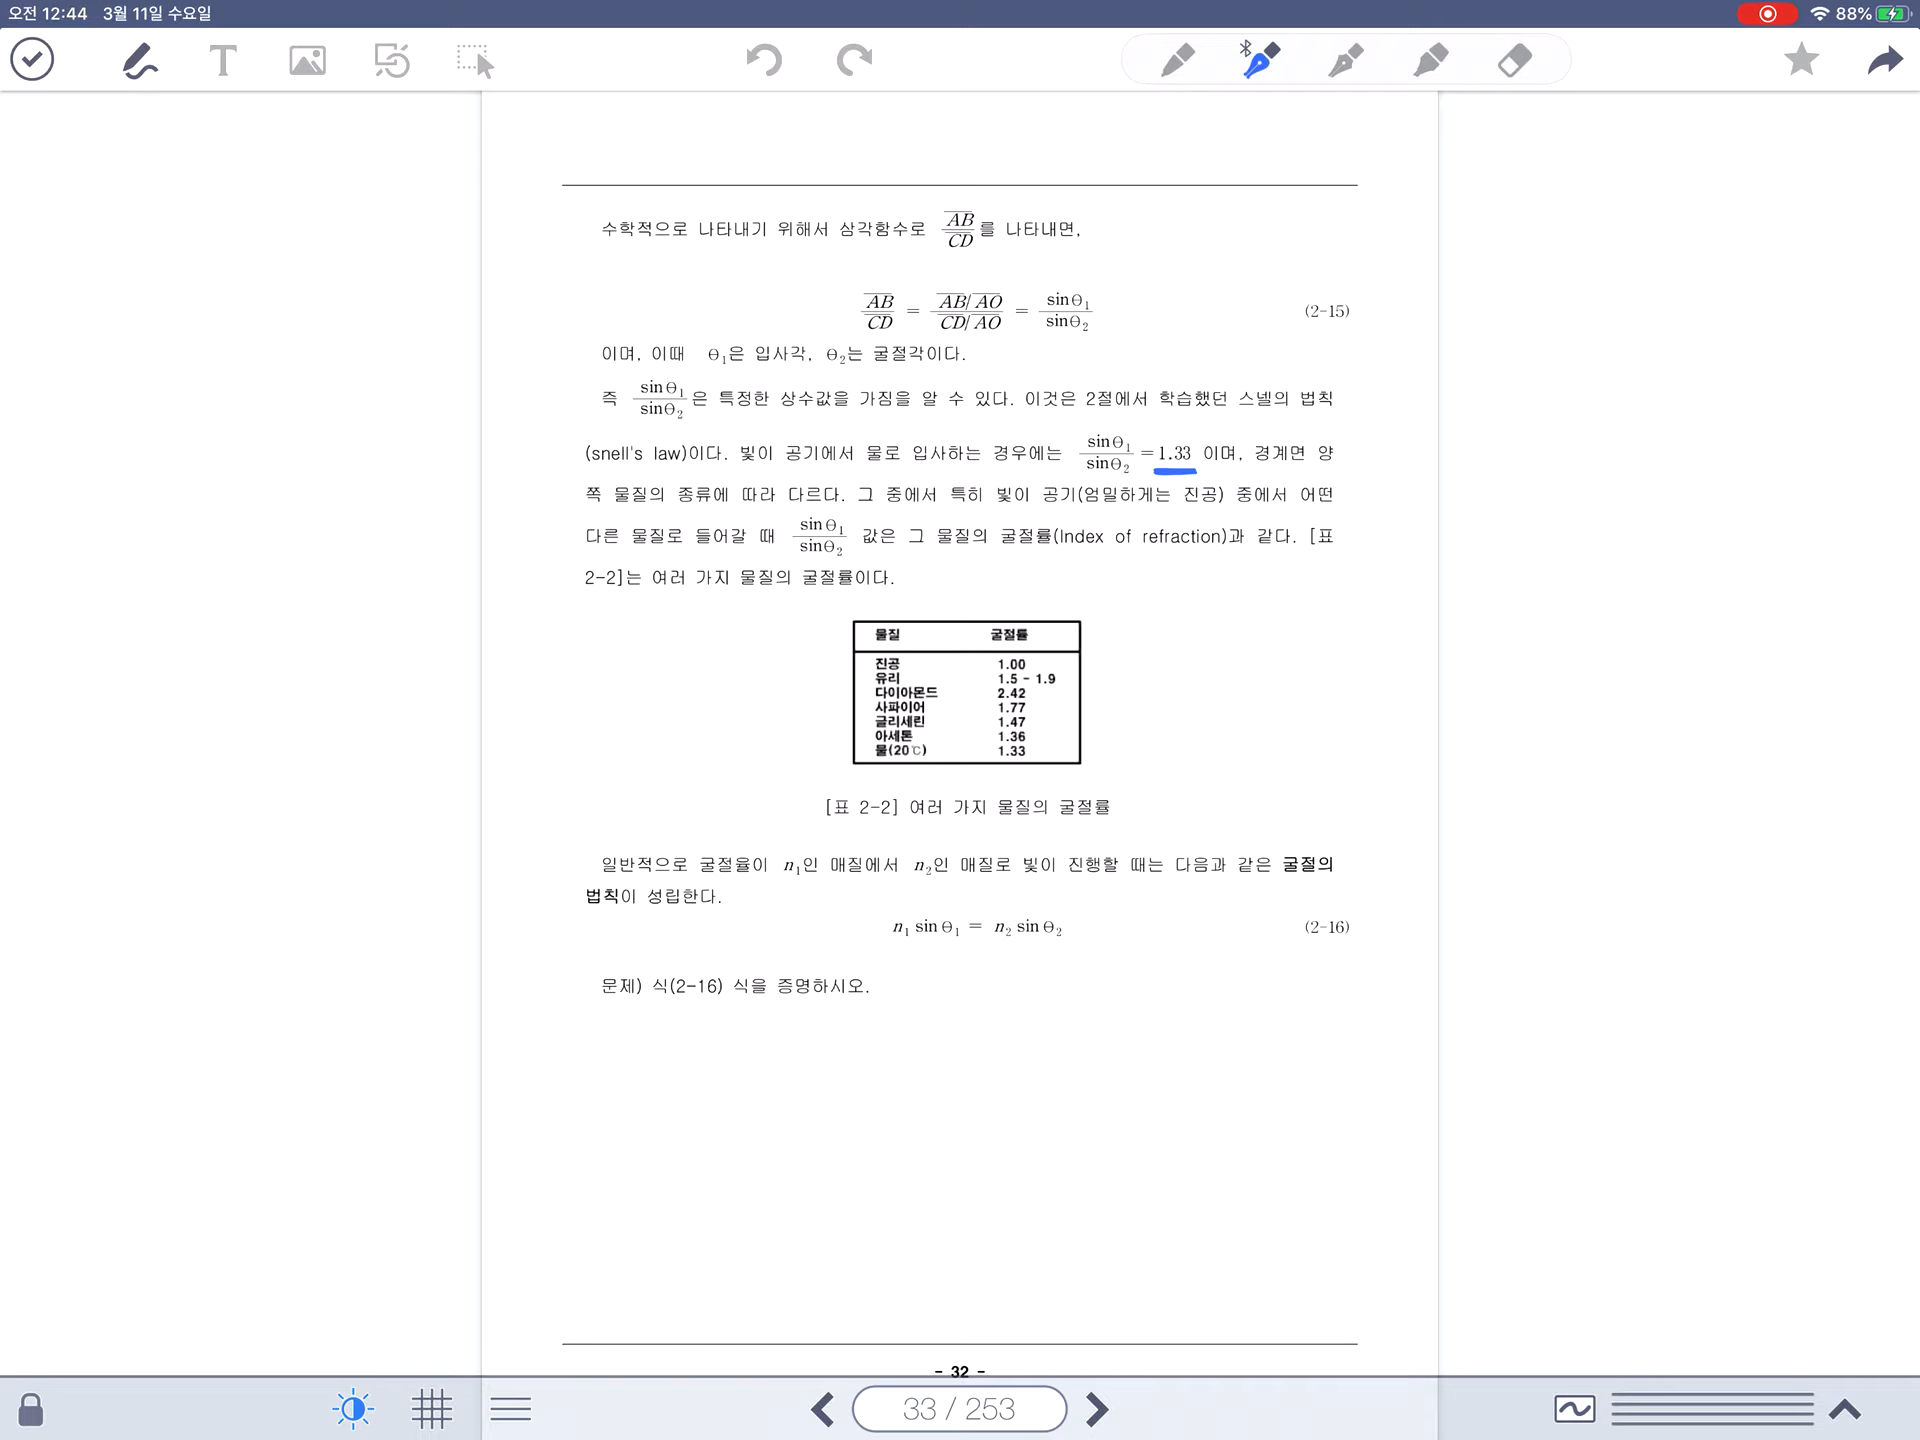 오전 12:44 3월 11일 수요일 88%
T
수학적으로 나타내기 위해서 삼각함수로 AB/CD를 나타내면,
AB/CD = AB/AO / CD/AO = sinθ₁/sinθ₂ (2-15)
이며, 이때 θ₁은 입사각, θ₂는 굴절각이다.
즉 sinθ₁/sinθ₂은 특정한 상수값을 가짐을 알 수 있다. 이것은 2절에서 학습했던 스넬의 법칙
(snell's law)이다. 빛이 공기에서 물로 입사하는 경우에는 sinθ₁/sinθ₂ = 1.33 이며, 경계면 양
쪽 물질의 종류에 따라 다르다. 그 중에서 특히 빛이 공기(엄밀하게는 진공) 중에서 어떤
다른 물질로 들어갈 때 sinθ₁/sinθ₂ 값은 그 물질의 굴절률(Index of refraction)과 같다. [표
2-2]는 여러 가지 물질의 굴절률이다.
물질 굴절률
진공 1.00
유리 1.5 - 1.9
다이아몬드 2.42
사파이어 1.77
글리세린 1.47
아세톤 1.36
물(20℃) 1.33
[표 2-2] 여러 가지 물질의 굴절률
일반적으로 굴절율이 n₁인 매질에서 n₂인 매질로 빛이 진행할 때는 다음과 같은 굴절의
법칙이 성립한다.
n₁ sinθ₁ = n₂ sinθ₂ (2-16)
문제) 식(2-16) 식을 증명하시오.
- 32 -
33 / 253